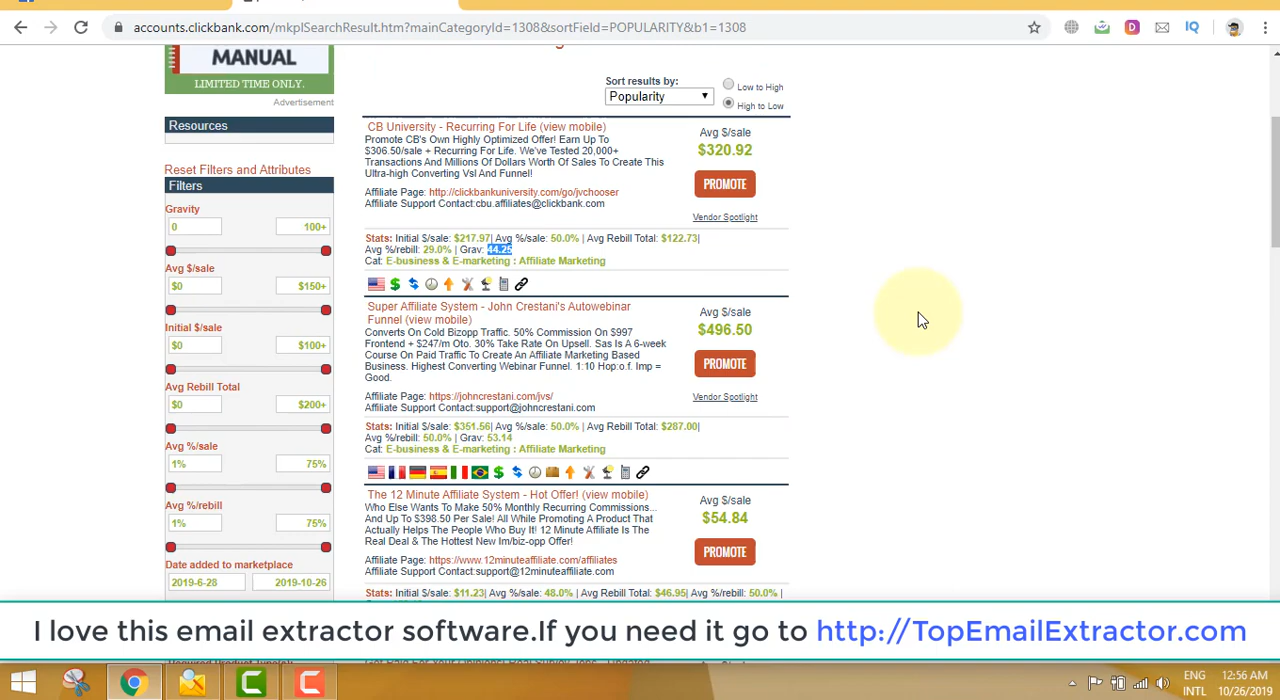 accounts.clickbank.com/mkplSearchResult.htm?mainCategoryId=1308&sortField=POPULARITY&b1=1308
IQ
MANUAL
LIMITED TIME ONLY.
Advertisement
Resources
Reset Filters and Attributes
Filters
Gravity
0 100+
Avg $/sale
$0 $150+
Initial $/sale
$0 $100+
Avg Rebill Total
$0 $200+
Avg %/sale
1% 75%
Avg %/rebill
1% 75%
Date added to marketplace
2019-6-28 2019-10-26
Sort results by:
Popularity
Low to High
High to Low
CB University - Recurring For Life (view mobile)
Promote CB's Own Highly Optimized Offer! Earn Up To
$306.50/sale + Recurring For Life. We've Tested 20,000+
Transactions And Millions Of Dollars Worth Of Sales To Create This
Ultra-high Converting Vsl And Funnel!
Affiliate Page: http://clickbankuniversity.com/go/jvchooser
Affiliate Support Contact:cbu.affiliates@clickbank.com
Avg $/sale
$320.92
PROMOTE
Vendor Spotlight
Stats: Initial $/sale: $217.97| Avg %/sale: 50.0% | Avg Rebill Total: $122.73|
Avg %/rebill: 29.0% | Grav: 44.25
Cat: E-business & E-marketing : Affiliate Marketing
Super Affiliate System - John Crestani's Autowebinar
Funnel (view mobile)
Converts On Cold Bizopp Traffic. 50% Commission On $997
Frontend + $247/m Oto. 30% Take Rate On Upsell. Sas Is A 6-week
Course On Paid Traffic To Create An Affiliate Marketing Based
Business. Highest Converting Webinar Funnel. 1:10 Hop:o.f. Imp =
Good.
Affiliate Page: https://johncrestani.com/jvs/
Affiliate Support Contact:support@johncrestani.com
Avg $/sale
$496.50
PROMOTE
Vendor Spotlight
Stats: Initial $/sale: $351.56| Avg %/sale: 50.0% | Avg Rebill Total: $287.00|
Avg %/rebill: 50.0% | Grav: 53.14
Cat: E-business & E-marketing : Affiliate Marketing
The 12 Minute Affiliate System - Hot Offer! (view mobile)
Who Else Wants To Make 50% Monthly Recurring Commissions...
And Up To $398.50 Per Sale! All While Promoting A Product That
Actually Helps The People Who Buy It! 12 Minute Affiliate Is The
Real Deal & The Hottest New Im/biz-opp Offer!
Affiliate Page: https://www.12minuteaffiliate.com/affiliates
Affiliate Support Contact:support@12minuteaffiliate.com
Avg $/sale
$54.84
PROMOTE
Stats: Initial $/sale: $11.23| Avg %/sale: 48.0% | Avg Rebill Total: $46.95| Avg %/rebill: 50.0% |
I love this email extractor software.If you need it go to http://TopEmailExtractor.com
ENG
INTL
12:56 AM
10/26/2019